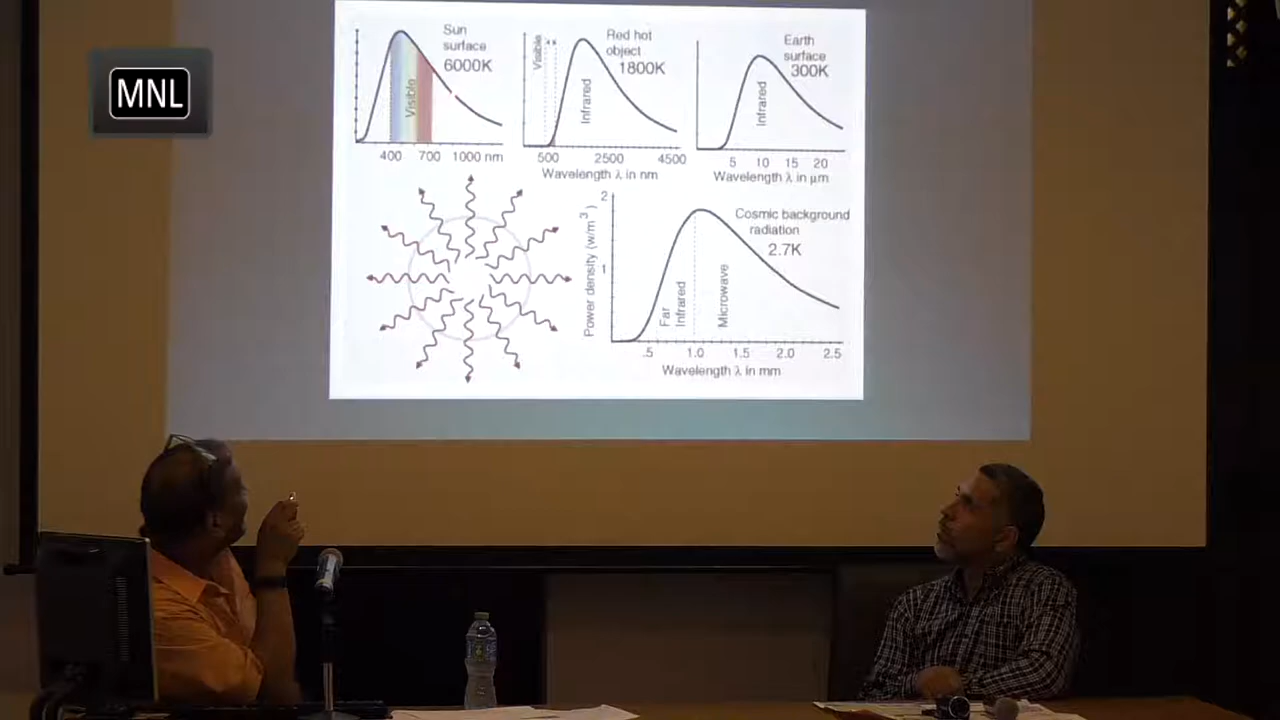 MNL
Sun
surface
6000K
Visible
400 700 1000 nm
Visible
Red hot
object
1800K
Infrared
500 2500 4500
Wavelength λ in nm
Earth
surface
300K
Infrared
5 10 15 20
Wavelength λ in μm
Power density (w/m³)
2
1
Cosmic background
radiation
2.7K
Far
Infrared
Microwave
.5 1.0 1.5 2.0 2.5
Wavelength λ in mm